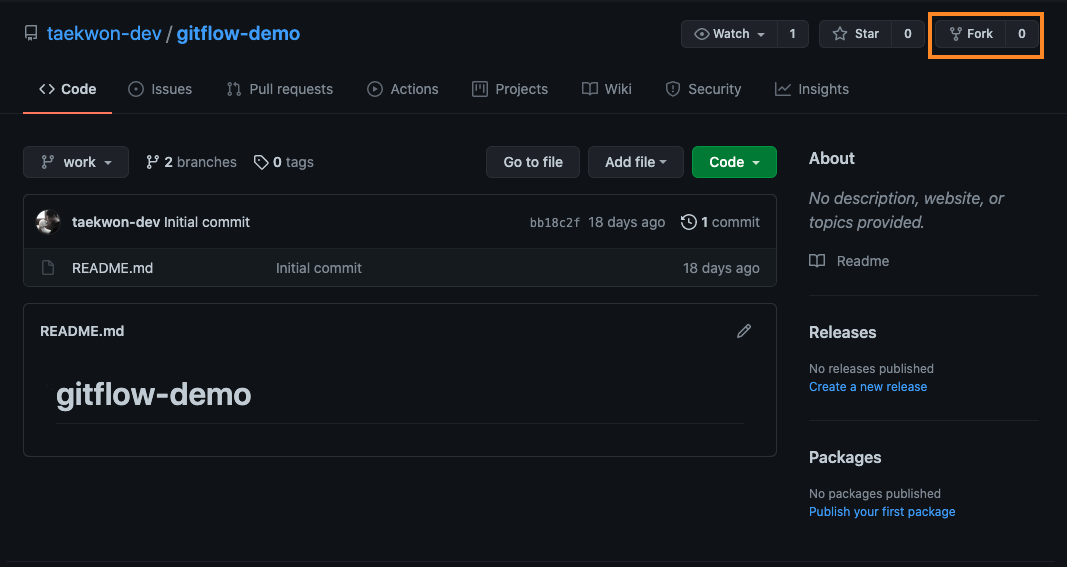 taekwon-dev / gitflow-demo
Watch 1 Star 0 Fork 0
Code Issues Pull requests Actions Projects Wiki Security Insights
work 2 branches 0 tags Go to file Add file Code
taekwon-dev Initial commit bb18c2f 18 days ago 1 commit
README.md Initial commit 18 days ago
README.md
gitflow-demo
About
No description, website, or
topics provided.
Readme
Releases
No releases published
Create a new release
Packages
No packages published
Publish your first package